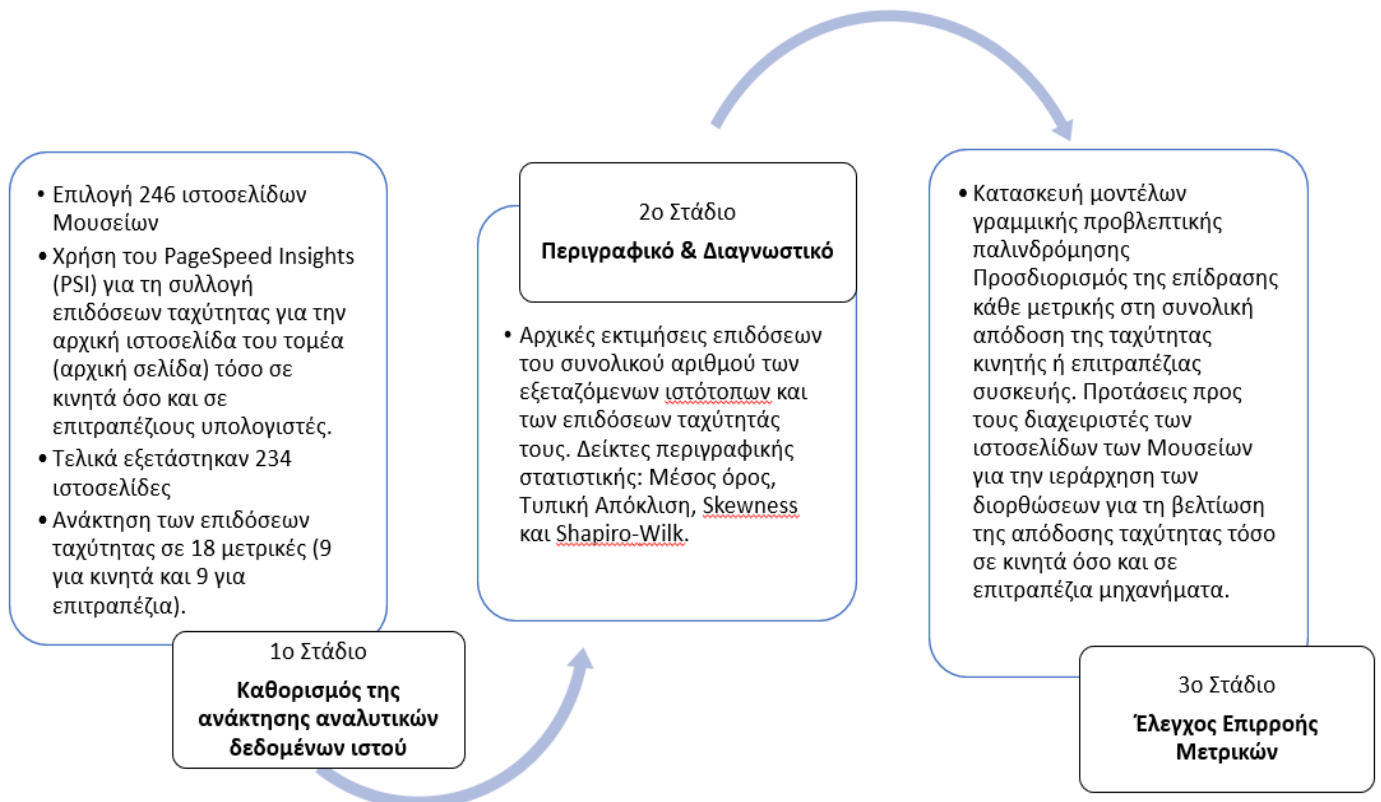 • Επιλογή 246 ιστοσελίδων
Μουσείων
• Χρήση του PageSpeed Insights
(PSI) για τη συλλογή
επιδόσεων ταχύτητας για την
αρχική ιστοσελίδα του τομέα
(αρχική σελίδα) τόσο σε
κινητά όσο και σε
επιτραπέζιους υπολογιστές.
• Τελικά εξετάστηκαν 234
ιστοσελίδες
• Ανάκτηση των επιδόσεων
ταχύτητας σε 18 μετρικές (9
για κινητά και 9 για
επιτραπέζια).
1ο Στάδιο
Καθορισμός της
ανάκτησης αναλυτικών
δεδομένων ιστού
2ο Στάδιο
Περιγραφικό & Διαγνωστικό
• Αρχικές εκτιμήσεις επιδόσεων
του συνολικού αριθμού των
εξεταζόμενων ιστότοπων και
των επιδόσεων ταχύτητάς
τους. Δείκτες περιγραφικής
στατιστικής: Μέσος όρος,
Τυπική Απόκλιση, Skewness
και Shapiro-Wilk.
• Κατασκευή μοντέλων
γραμμικής προβλεπτικής
παλινδρόμησης
Προσδιορισμός της επίδρασης
κάθε μετρικής στη συνολική
απόδοση της ταχύτητας
κινητής ή επιτραπέζιας
συσκευής. Προτάσεις προς
τους διαχειριστές των
ιστοσελίδων των Μουσείων
για την ιεράρχηση των
διορθώσεων για τη βελτίωση
της απόδοσης ταχύτητας τόσο
σε κινητά όσο και σε
επιτραπέζια μηχανήματα.
3ο Στάδιο
Έλεγχος Επιρροής
Μετρικών